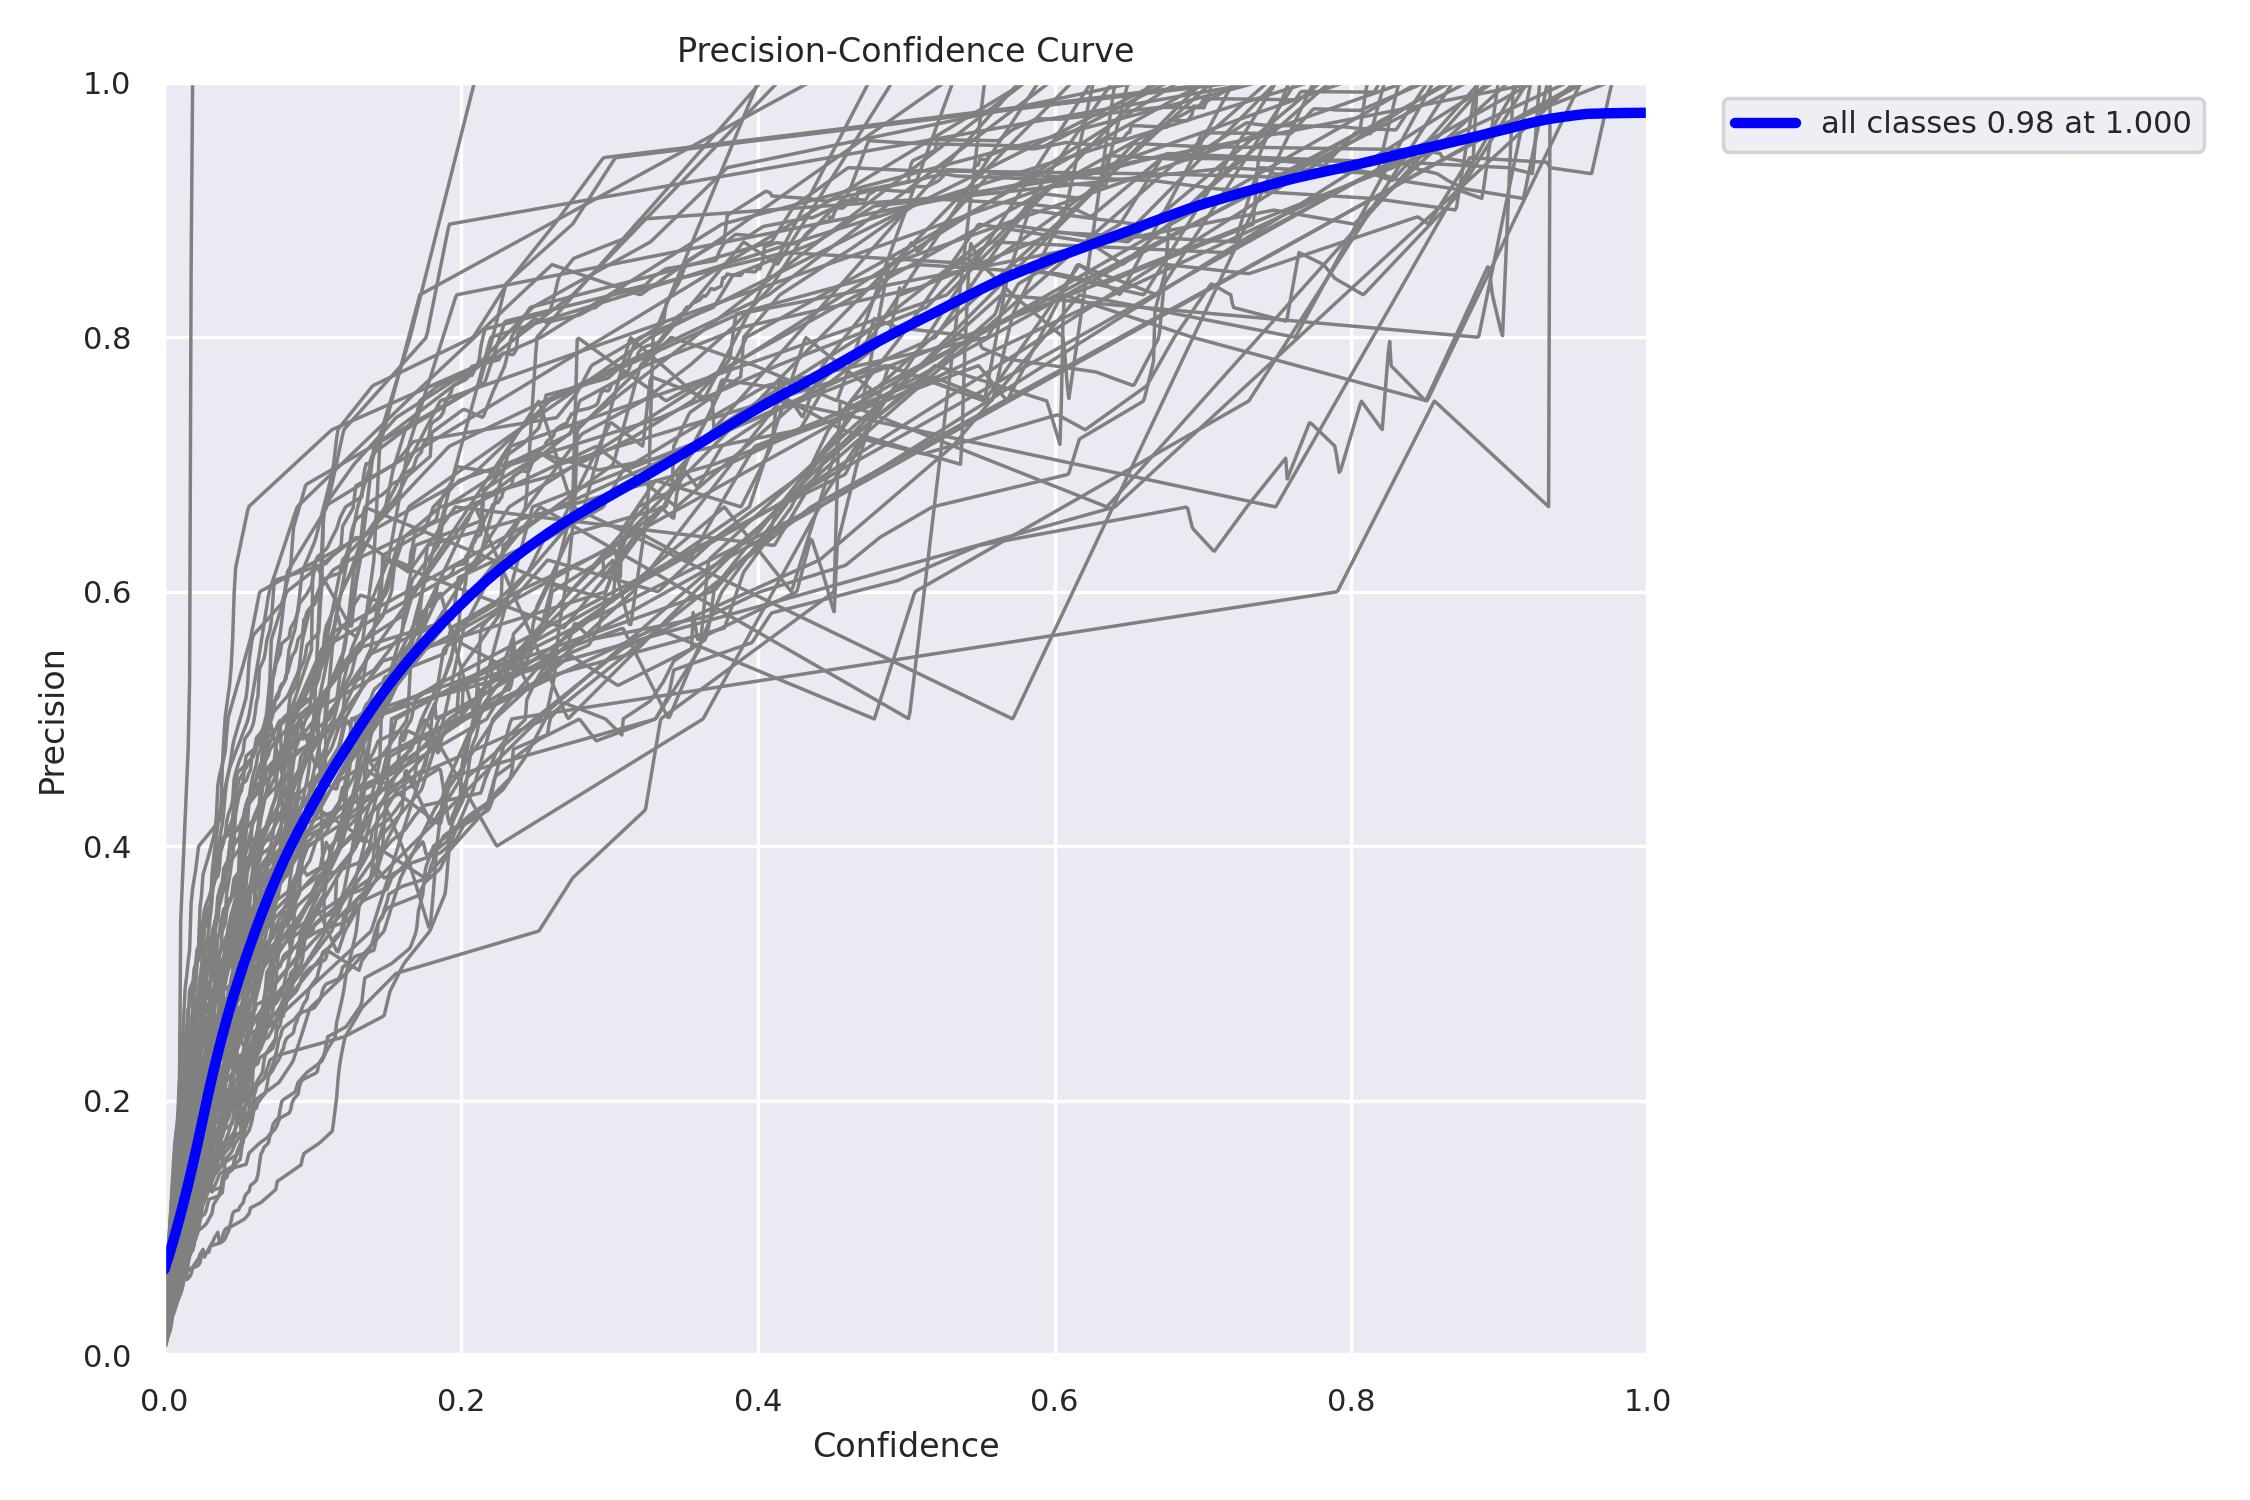 Precision-Confidence Curve
1.0
0.8
0.6
0.4
0.2
0.0
Precision
0.0 0.2 0.4 0.6 0.8 1.0
Confidence
all classes 0.98 at 1.000